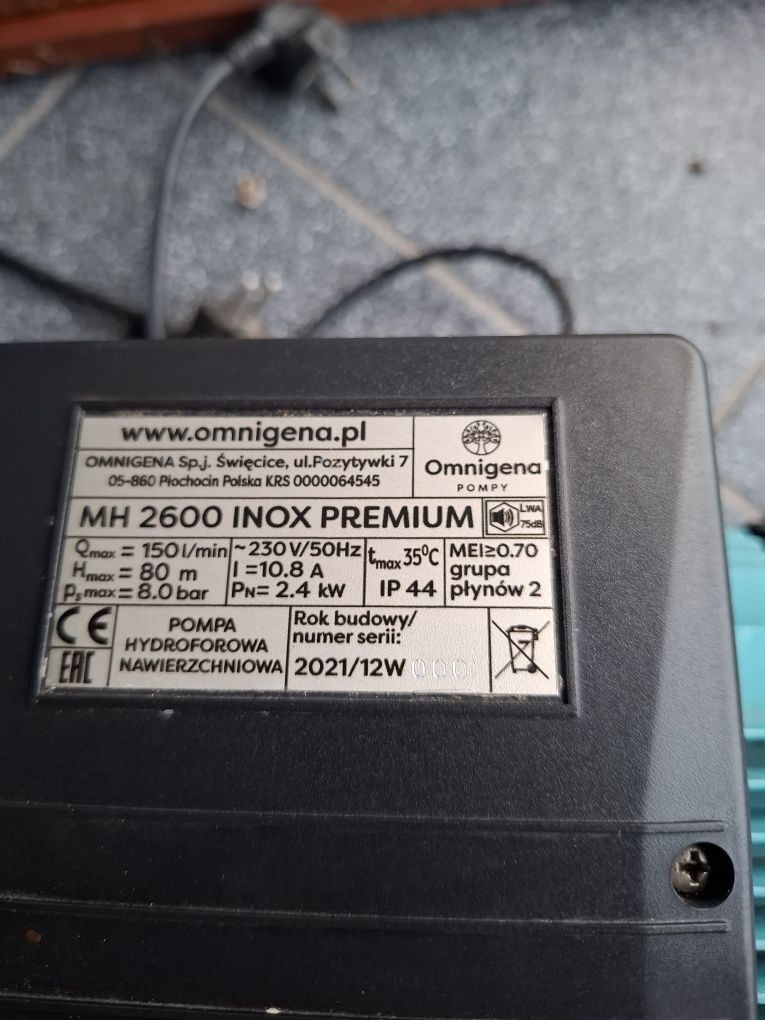 www.omnigena.pl
OMNIGENA Sp.j. Święcice, ul.Pozytywki 7
05-860 Płochocin Polska KRS 0000064545
Omnigena
POMPY
MH 2600 INOX PREMIUM
LWA
75dB
Qmax = 150 l/min
Hmax = 80 m
ps max = 8.0 bar
~230 V/50Hz
I =10.8 A
PN= 2.4 kW
tmax 35°C
IP 44
MEI≥0.70
grupa
płynów 2
CE
EAC
POMPA
HYDROFOROWA
NAWIERZCHNIOWA
Rok budowy/
numer serii:
2021/12W 000